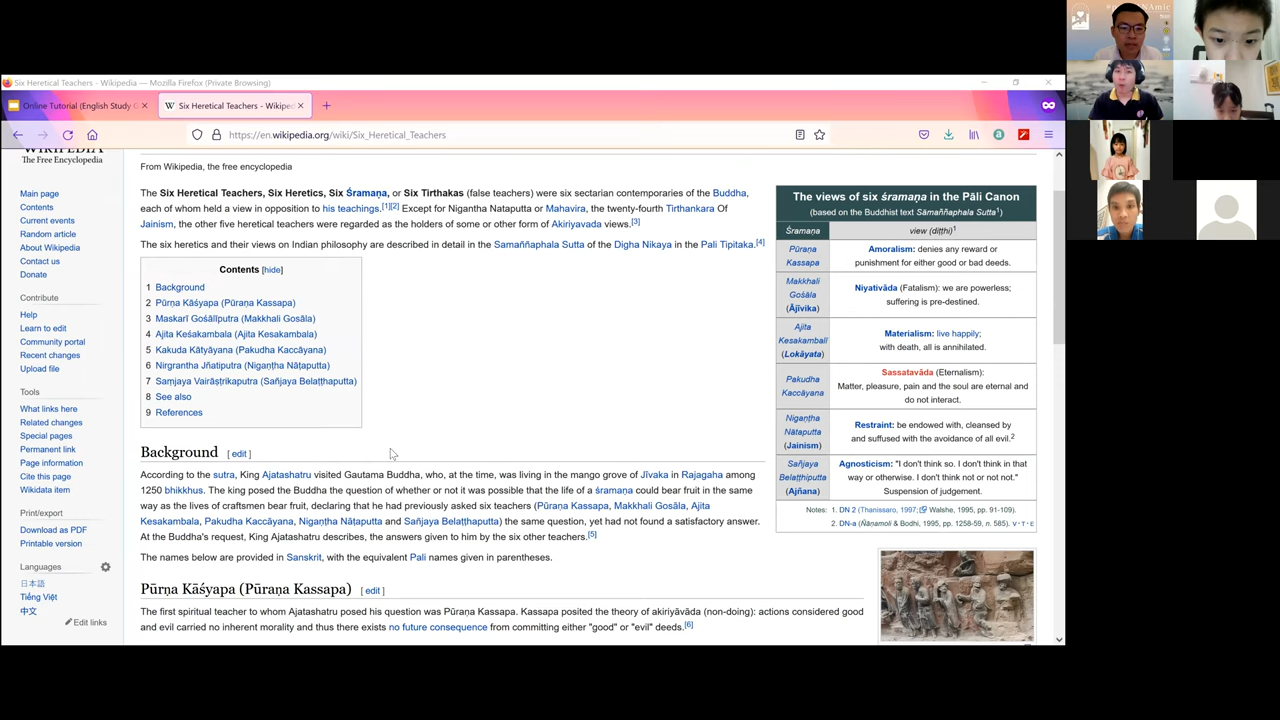 Six Heretical Teachers - Wikipedia — Mozilla Firefox (Private Browsing)
Online Tutorial (English Study G
Six Heretical Teachers - Wikiped
https://en.wikipedia.org/wiki/Six_Heretical_Teachers
WIKIPEDIA
The Free Encyclopedia
Main page
Contents
Current events
Random article
About Wikipedia
Contact us
Donate
Contribute
Help
Learn to edit
Community portal
Recent changes
Upload file
Tools
What links here
Related changes
Special pages
Permanent link
Page information
Cite this page
Wikidata item
Print/export
Download as PDF
Printable version
Languages
日本語
Tiếng Việt
中文
Edit links
From Wikipedia, the free encyclopedia
The Six Heretical Teachers, Six Heretics, Six Śramaṇa, or Six Tirthakas (false teachers) were six sectarian contemporaries of the Buddha,
each of whom held a view in opposition to his teachings.[1][2] Except for Nigantha Nataputta or Mahavira, the twenty-fourth Tirthankara Of
Jainism, the other five heretical teachers were regarded as the holders of some or other form of Akiriyavada views.[3]
The six heretics and their views on Indian philosophy are described in detail in the Samaññaphala Sutta of the Digha Nikaya in the Pali Tipitaka.[4]
Contents [hide]
1 Background
2 Pūrṇa Kāśyapa (Pūraṇa Kassapa)
3 Maskarī Gośālīputra (Makkhali Gosāla)
4 Ajita Keśakambala (Ajita Kesakambala)
5 Kakuda Kātyāyana (Pakudha Kaccāyana)
6 Nirgrantha Jñatiputra (Nigaṇṭha Nāṭaputta)
7 Saṃjaya Vairāṣṭrikaputra (Sañjaya Belaṭṭhaputta)
8 See also
9 References
Background [ edit ]
According to the sutra, King Ajatashatru visited Gautama Buddha, who, at the time, was living in the mango grove of Jīvaka in Rajagaha among
1250 bhikkhus. The king posed the Buddha the question of whether or not it was possible that the life of a śramaṇa could bear fruit in the same
way as the lives of craftsmen bear fruit, declaring that he had previously asked six teachers (Pūraṇa Kassapa, Makkhali Gosāla, Ajita
Kesakambala, Pakudha Kaccāyana, Nigaṇṭha Nāṭaputta and Sañjaya Belaṭṭhaputta) the same question, yet had not found a satisfactory answer.
At the Buddha's request, King Ajatashatru describes, the answers given to him by the six other teachers.[5]
The names below are provided in Sanskrit, with the equivalent Pali names given in parentheses.
Pūrṇa Kāśyapa (Pūraṇa Kassapa) [ edit ]
The first spiritual teacher to whom Ajatashatru posed his question was Pūraṇa Kassapa. Kassapa posited the theory of akiriyāvāda (non-doing): actions considered good
and evil carried no inherent morality and thus there exists no future consequence from committing either "good" or "evil" deeds.[6]
The views of six śramaṇa in the Pāli Canon
(based on the Buddhist text Sāmaññaphala Sutta1)
Śramaṇa view (diṭṭhi)1
Pūraṇa
Kassapa
Amoralism: denies any reward or
punishment for either good or bad deeds.
Makkhali
Gośāla
(Ājīvika)
Niyativāda (Fatalism): we are powerless;
suffering is pre-destined.
Ajita
Kesakambalī
(Lokāyata)
Materialism: live happily;
with death, all is annihilated.
Pakudha
Kaccāyana
Sassatavāda (Eternalism):
Matter, pleasure, pain and the soul are eternal and
do not interact.
Nigaṇṭha
Nātaputta
(Jainism)
Restraint: be endowed with, cleansed by
and suffused with the avoidance of all evil.2
Sañjaya
Belaṭṭhiputta
(Ajñana)
Agnosticism: "I don't think so. I don't think in that
way or otherwise. I don't think not or not not."
Suspension of judgement.
Notes: 1. DN 2 (Thanissaro, 1997; Walshe, 1995, pp. 91-109).
2. DN-a (Ñāṇamoli & Bodhi, 1995, pp. 1258-59, n. 585). v·t·e